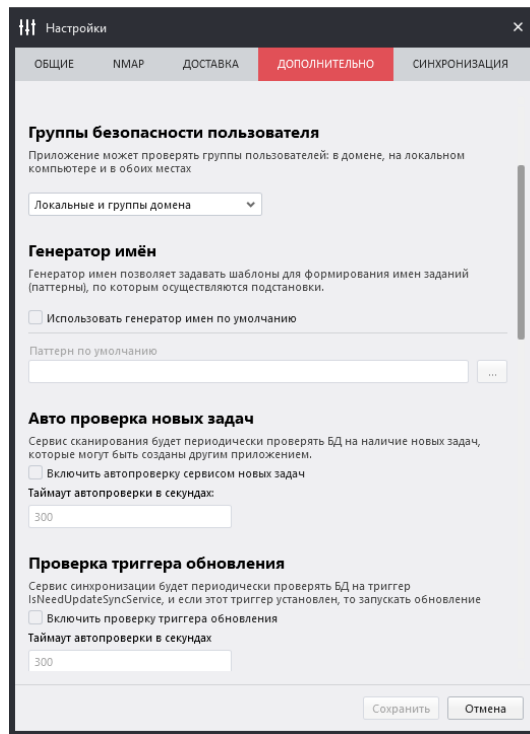 Настройки
ОБЩИЕ NMAP ДОСТАВКА ДОПОЛНИТЕЛЬНО СИНХРОНИЗАЦИЯ
Группы безопасности пользователя
Приложение может проверять группы пользователей: в домене, на локальном
компьютере и в обоих местах
Локальные и группы домена
Генератор имён
Генератор имен позволяет задавать шаблоны для формирования имен заданий
(паттерны), по которым осуществляются подстановки.
Использовать генератор имен по умолчанию
Паттерн по умолчанию
...
Авто проверка новых задач
Сервис сканирования будет периодически проверять БД на наличие новых задач,
которые могут быть созданы другим приложением.
Включить автопроверку сервисом новых задач
Таймаут автопроверки в секундах:
300
Проверка триггера обновления
Сервис синхронизации будет периодически проверять БД на триггер
IsNeedUpdateSyncService, и если этот триггер установлен, то запускать обновление
Включить проверку триггера обновления
Таймаут автопроверки в секундах
300
Сохранить Отмена